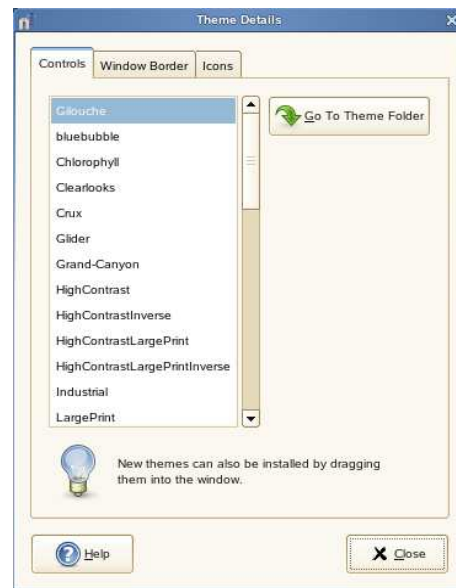 Theme Details
Controls
Window Border
Icons
Gilouche
bluebubble
Chlorophyll
Clearlooks
Crux
Glider
Grand-Canyon
HighContrast
HighContrastInverse
HighContrastLargePrint
HighContrastLargePrintInverse
Industrial
LargePrint
Go To Theme Folder
New themes can also be installed by dragging
them into the window.
Help
Close